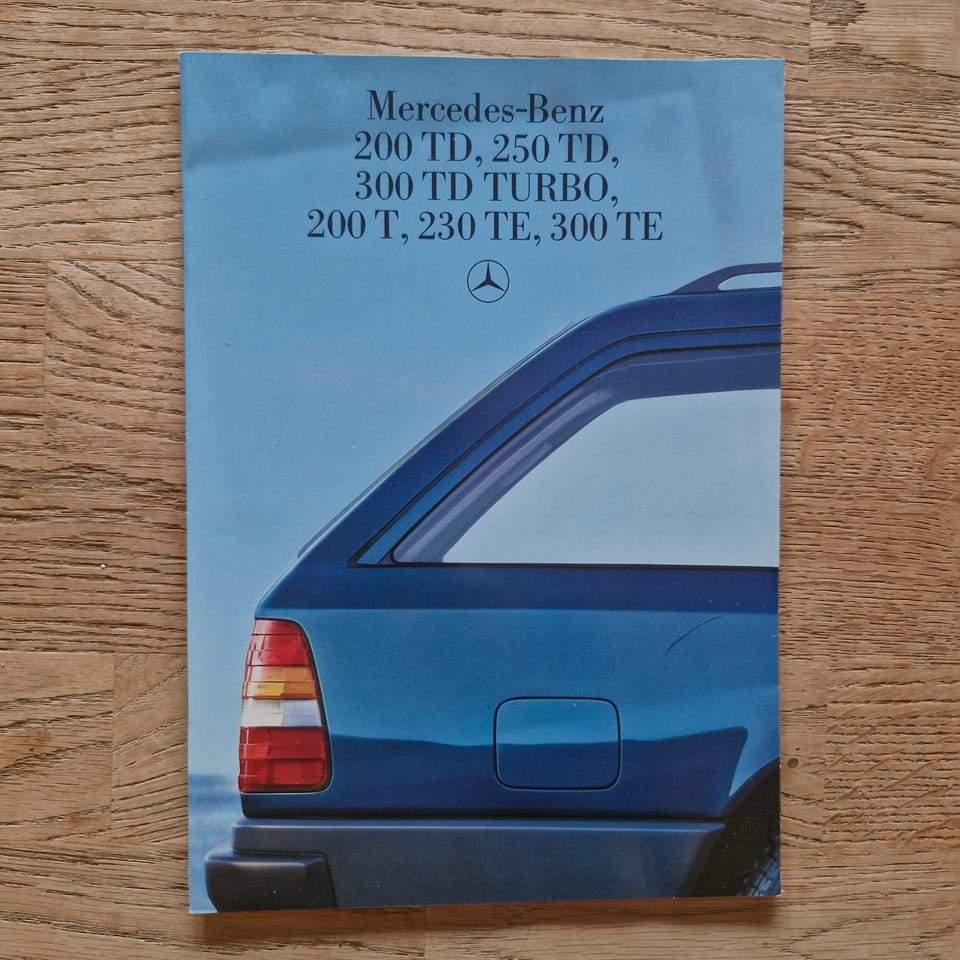 Mercedes-Benz
200 TD, 250 TD,
300 TD TURBO,
200 T, 230 TE, 300 TE